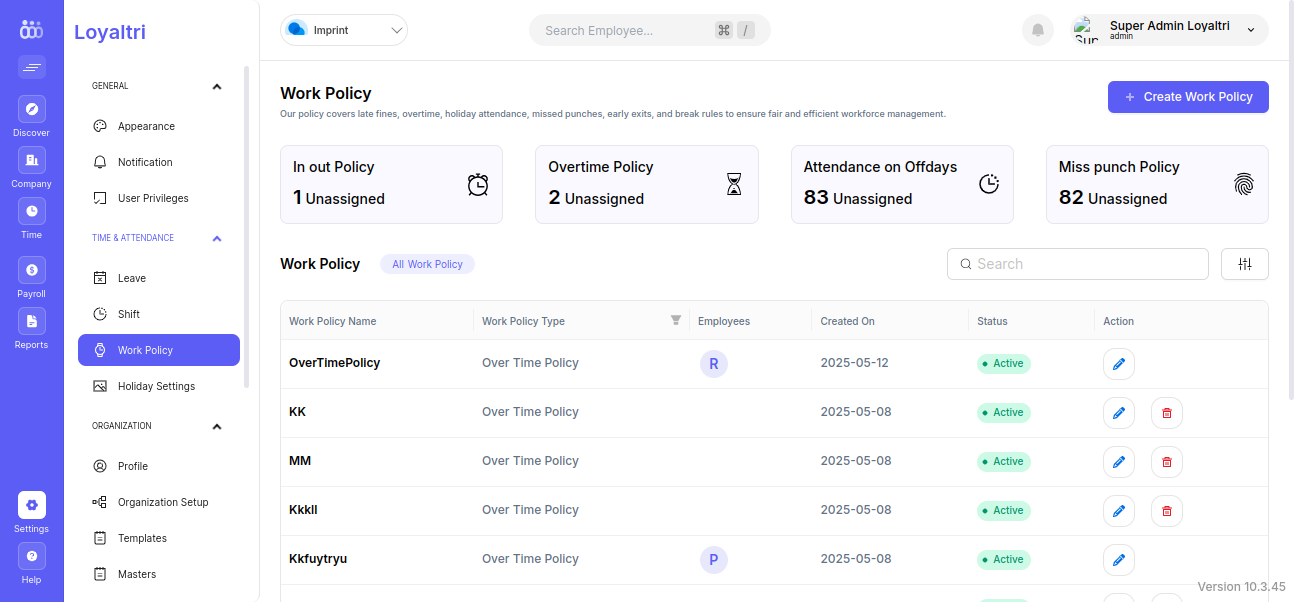 Loyaltri
Imprint
Search Employee...
⌘ /
Super Admin Loyaltri
admin
Discover
Company
Time
Payroll
Reports
Settings
Help
GENERAL
Appearance
Notification
User Privileges
TIME & ATTENDANCE
Leave
Shift
Work Policy
Holiday Settings
ORGANIZATION
Profile
Organization Setup
Templates
Masters
Work Policy
Our policy covers late fines, overtime, holiday attendance, missed punches, early exits, and break rules to ensure fair and efficient workforce management.
+ Create Work Policy
In out Policy
1 Unassigned
Overtime Policy
2 Unassigned
Attendance on Offdays
83 Unassigned
Miss punch Policy
82 Unassigned
Work Policy
All Work Policy
Search
Work Policy Name Work Policy Type Employees Created On Status Action
OverTimePolicy Over Time Policy R 2025-05-12 Active
KK Over Time Policy 2025-05-08 Active
MM Over Time Policy 2025-05-08 Active
Kkkll Over Time Policy 2025-05-08 Active
Kkfuytryu Over Time Policy P 2025-05-08 Active
Version 10.3.45